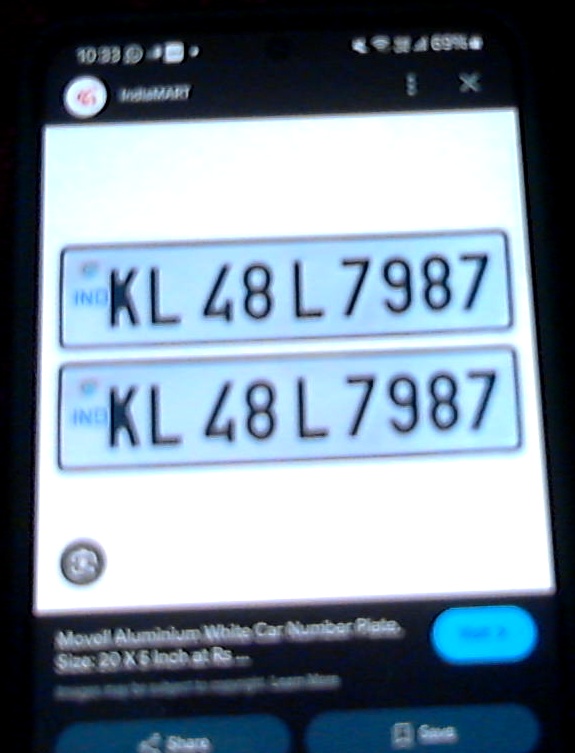 10:33 69%
IndiaMART
IND KL 48 L 7987
IND KL 48 L 7987
Movell Aluminium White Car Number Plate,
Size: 20 X 5 Inch at Rs ...
Images may be subject to copyright. Learn More
Share Save